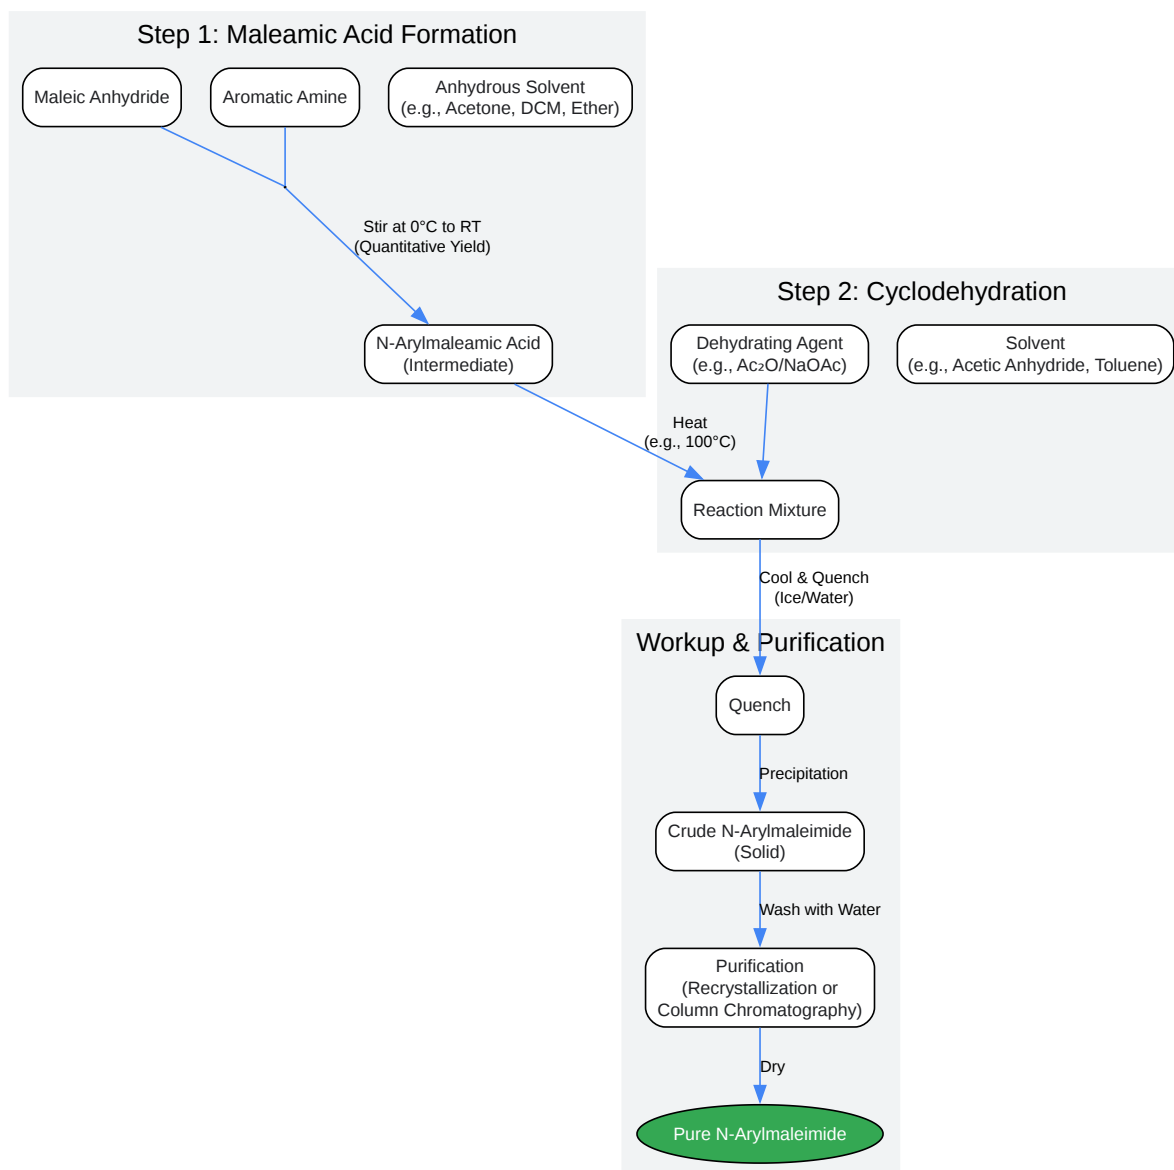 Step 1: Maleamic Acid Formation
Maleic Anhydride
Aromatic Amine
Anhydrous Solvent
(e.g., Acetone, DCM, Ether)
Stir at 0°C to RT
(Quantitative Yield)
N-Arylmaleamic Acid
(Intermediate)
Step 2: Cyclodehydration
Dehydrating Agent
(e.g., Ac₂O/NaOAc)
Solvent
(e.g., Acetic Anhydride, Toluene)
Heat
(e.g., 100°C)
Reaction Mixture
Cool & Quench
(Ice/Water)
Workup & Purification
Quench
Precipitation
Crude N-Arylmaleimide
(Solid)
Wash with Water
Purification
(Recrystallization or
Column Chromatography)
Dry
Pure N-Arylmaleimide